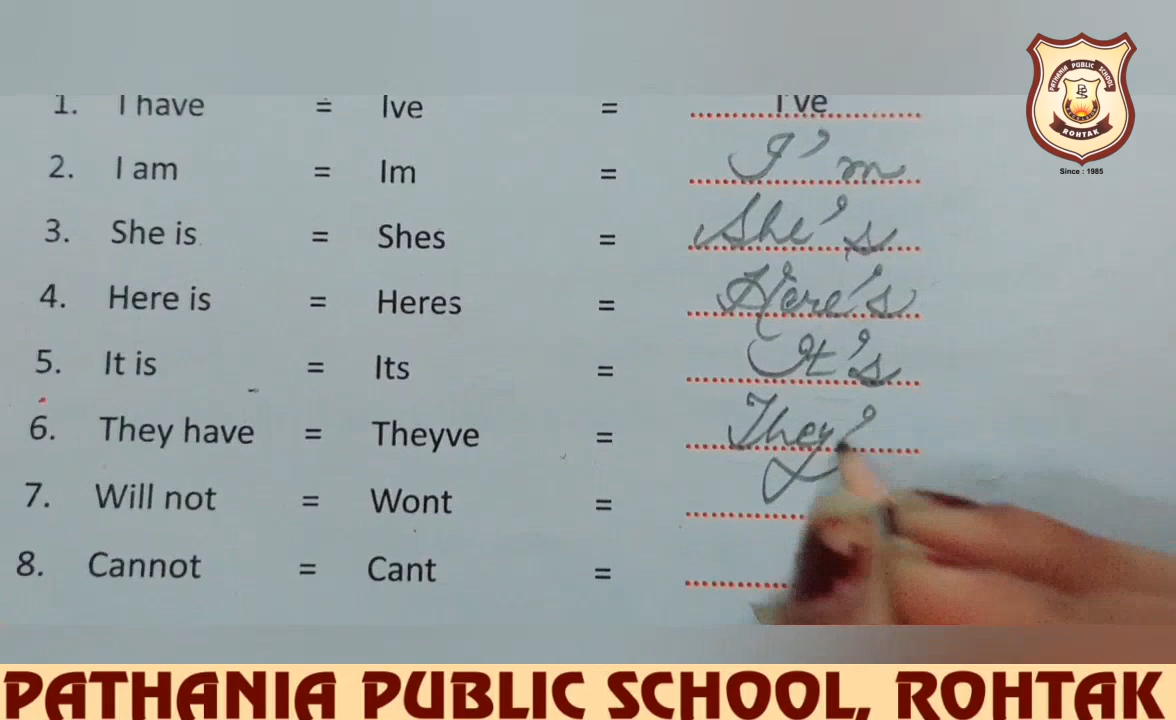 1. I have = Ive = I've
2. I am = Im = I'm
3. She is = Shes = She's
4. Here is = Heres = Here's
5. It is = Its = It's
6. They have = Theyve = They'
7. Will not = Wont =
8. Cannot = Cant =
PATHANIA PUBLIC SCHOOL
ROHTAK
Since : 1985
PATHANIA PUBLIC SCHOOL, ROHTAK